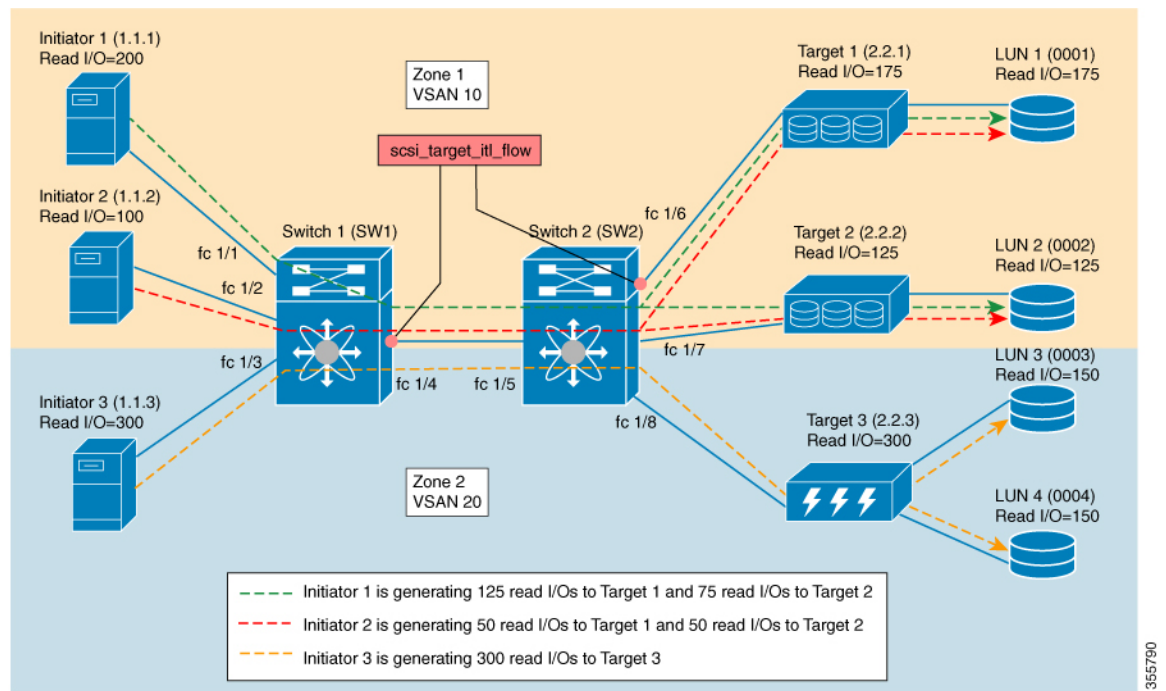 Initiator 1 (1.1.1)
Read I/O=200
Zone 1
VSAN 10
Target 1 (2.2.1)
Read I/O=175
LUN 1 (0001)
Read I/O=175
scsi_target_itl_flow
Initiator 2 (1.1.2)
Read I/O=100
Switch 1 (SW1)
Switch 2 (SW2)
fc 1/1
fc 1/2
fc 1/6
Target 2 (2.2.2)
Read I/O=125
LUN 2 (0002)
Read I/O=125
fc 1/3
fc 1/4
fc 1/5
fc 1/7
fc 1/8
Initiator 3 (1.1.3)
Read I/O=300
LUN 3 (0003)
Read I/O=150
Target 3 (2.2.3)
Read I/O=300
Zone 2
VSAN 20
LUN 4 (0004)
Read I/O=150
Initiator 1 is generating 125 read I/Os to Target 1 and 75 read I/Os to Target 2
Initiator 2 is generating 50 read I/Os to Target 1 and 50 read I/Os to Target 2
Initiator 3 is generating 300 read I/Os to Target 3
355790